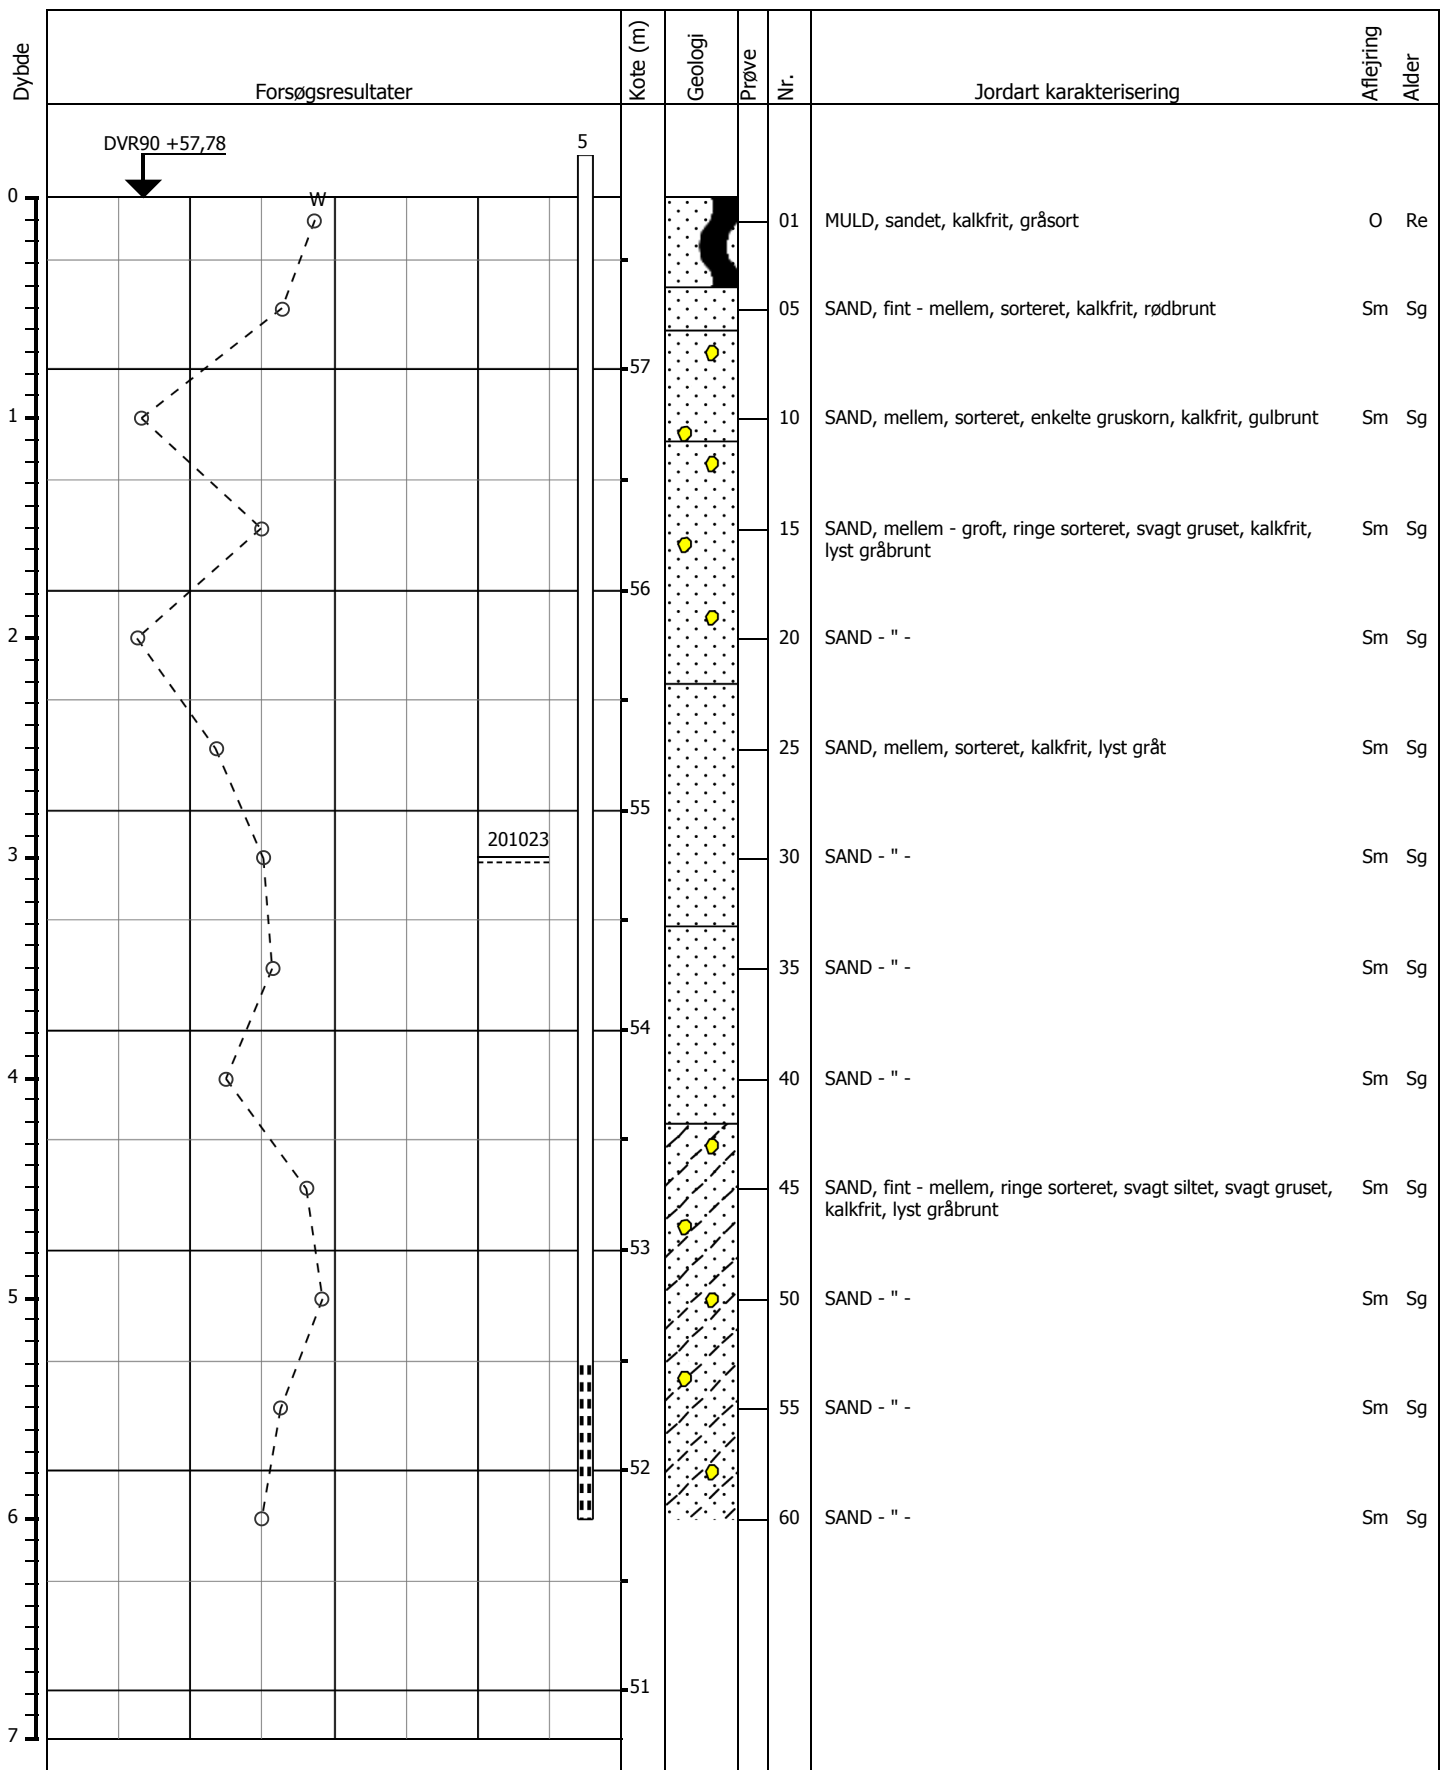 Dybde
Forsøgsresultater
Kote (m)
Geologi
Prøve
Nr.
Jordart karakterisering
Aflejring
Alder
DVR90 +57,78
5
0
W
01 MULD, sandet, kalkfrit, gråsort O Re
05 SAND, fint - mellem, sorteret, kalkfrit, rødbrunt Sm Sg
57
1
10 SAND, mellem, sorteret, enkelte gruskorn, kalkfrit, gulbrunt Sm Sg
15 SAND, mellem - groft, ringe sorteret, svagt gruset, kalkfrit, Sm Sg
lyst gråbrunt
56
2
20 SAND - " - Sm Sg
25 SAND, mellem, sorteret, kalkfrit, lyst gråt Sm Sg
55
201023
3
30 SAND - " - Sm Sg
35 SAND - " - Sm Sg
54
4
40 SAND - " - Sm Sg
45 SAND, fint - mellem, ringe sorteret, svagt siltet, svagt gruset, Sm Sg
kalkfrit, lyst gråbrunt
53
5
50 SAND - " - Sm Sg
55 SAND - " - Sm Sg
52
6
60 SAND - " - Sm Sg
51
7